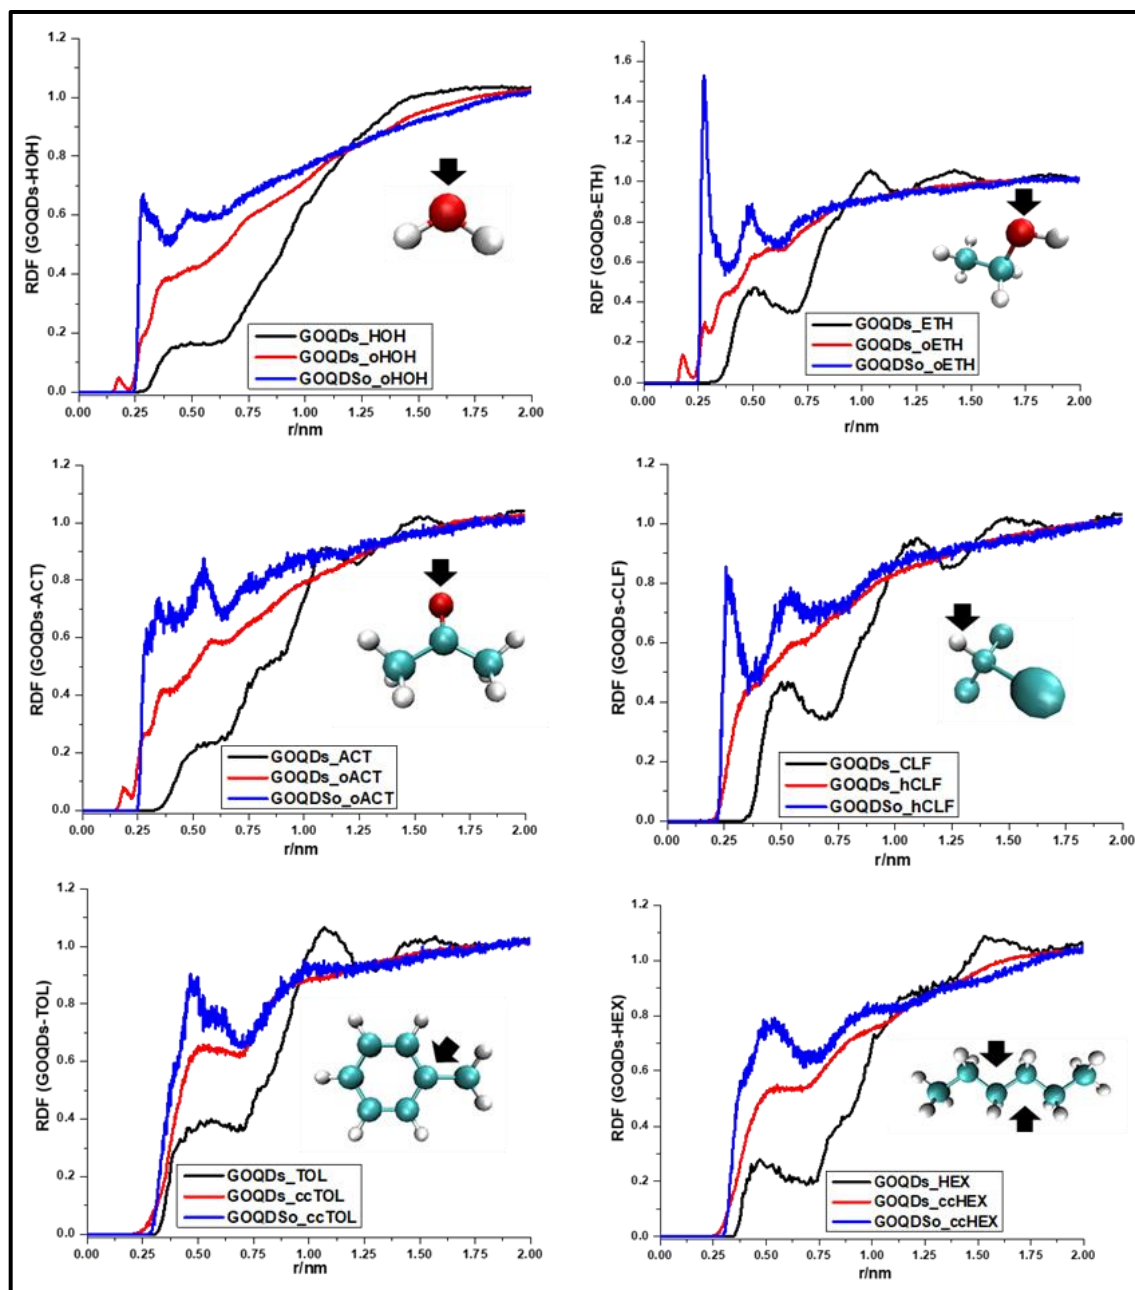 1.2
1.0
0.8
0.6
0.4
0.2
0.0
RDF (GOQDs-HOH)
GOQDs_HOH
GOQDs_oHOH
GOQDSo_oHOH
0.00 0.25 0.50 0.75 1.00 1.25 1.50 1.75 2.00
r/nm
1.6
1.4
1.2
1.0
0.8
0.6
0.4
0.2
0.0
RDF (GOQDs-ETH)
GOQDs_ETH
GOQDs_oETH
GOQDSo_oETH
0.00 0.25 0.50 0.75 1.00 1.25 1.50 1.75 2.00
r/nm
1.2
1.0
0.8
0.6
0.4
0.2
0.0
RDF (GOQDs-ACT)
GOQDs_ACT
GOQDs_oACT
GOQDSo_oACT
0.00 0.25 0.50 0.75 1.00 1.25 1.50 1.75 2.00
r/nm
1.2
1.0
0.8
0.6
0.4
0.2
0.0
RDF (GOQDs-CLF)
GOQDs_CLF
GOQDs_hCLF
GOQDSo_hCLF
0.00 0.25 0.50 0.75 1.00 1.25 1.50 1.75 2.00
r/nm
1.2
1.0
0.8
0.6
0.4
0.2
0.0
RDF (GOQDs-TOL)
GOQDs_TOL
GOQDs_ccTOL
GOQDSo_ccTOL
0.00 0.25 0.50 0.75 1.00 1.25 1.50 1.75 2.00
r/nm
1.2
1.0
0.8
0.6
0.4
0.2
0.0
RDF (GOQDs-HEX)
GOQDs_HEX
GOQDs_ccHEX
GOQDSo_ccHEX
0.00 0.25 0.50 0.75 1.00 1.25 1.50 1.75 2.00
r/nm